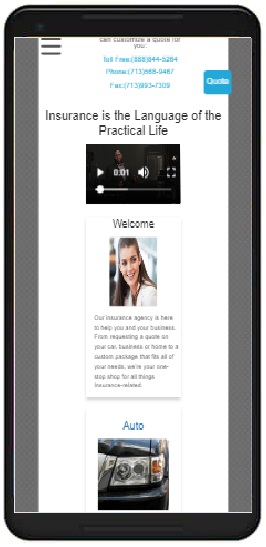 can customize a quote for
you:
Toll Free:(888)644-5264
Phone:(713)668-9467
Fax:(713)993-7309
Quote
Insurance is the Language of the
Practical Life
0:01
Welcome
Our insurance agency is here
to help you and your business.
From requesting a quote on
your car, business or home to a
custom package that fits all of
your needs, we're your one-
stop shop for all things
insurance-related.
Auto